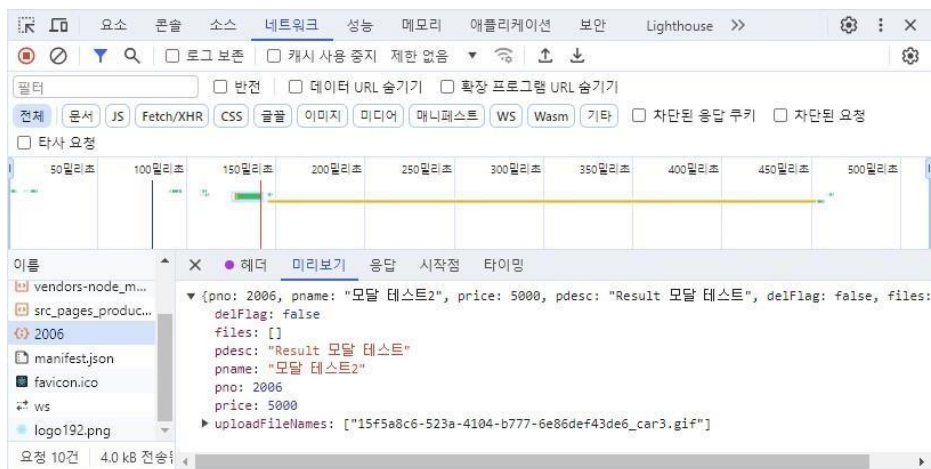 요소 콘솔 소스 네트워크 성능 메모리 애플리케이션 보안 Lighthouse >>
로그 보존 캐시 사용 중지 제한 없음
필터 반전 데이터 URL 숨기기 확장 프로그램 URL 숨기기
전체 문서 JS Fetch/XHR CSS 글꼴 이미지 미디어 매니페스트 WS Wasm 기타 차단된 응답 쿠키 차단된 요청
타사 요청
50밀리초 100밀리초 150밀리초 200밀리초 250밀리초 300밀리초 350밀리초 400밀리초 450밀리초 500밀리초
이름
vendors-node_m...
src_pages_produc...
2006
manifest.json
favicon.ico
ws
logo192.png
요청 10건 4.0 kB 전송
헤더 미리보기 응답 시작점 타이밍
{pno: 2006, pname: "모달 테스트2", price: 5000, pdesc: "Result 모달 테스트", delFlag: false, files:
delFlag: false
files: []
pdesc: "Result 모달 테스트"
pname: "모달 테스트2"
pno: 2006
price: 5000
uploadFileNames: ["15f5a8c6-523a-4104-b777-6e86def43de6_car3.gif"]